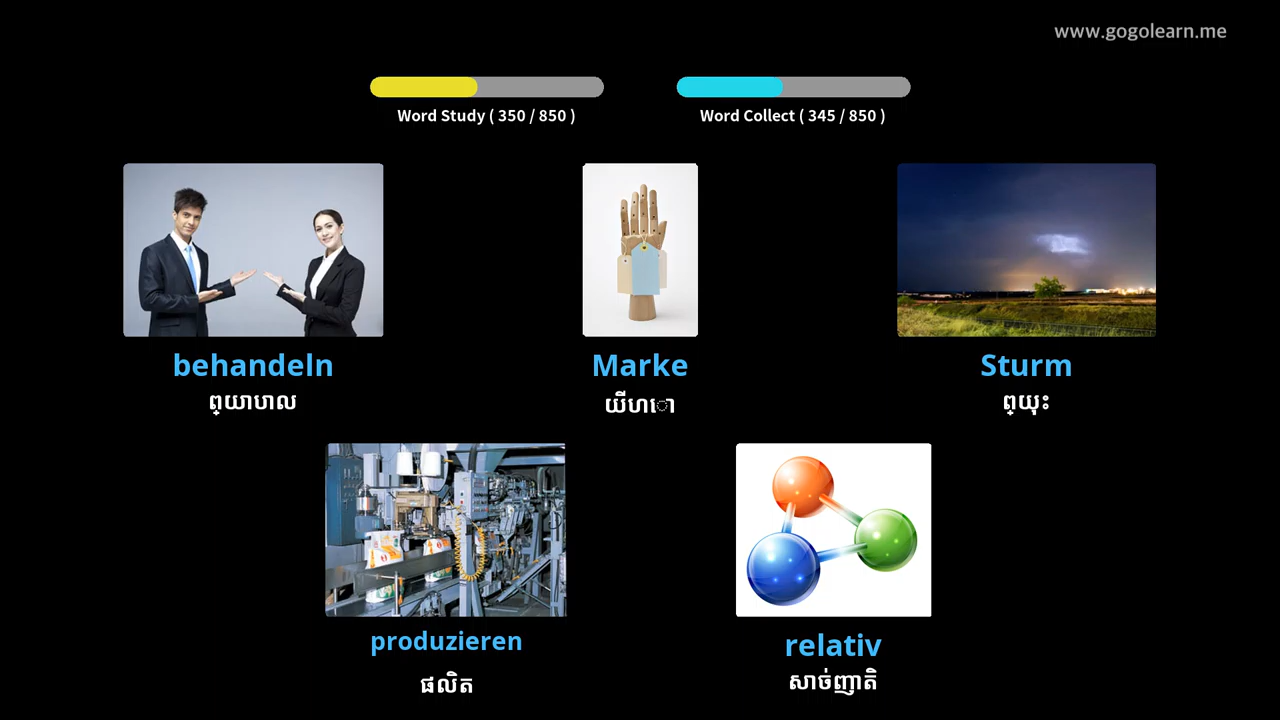 www.gogolearn.me
Word Study ( 350 / 850 )
Word Collect ( 345 / 850 )
behandeln
ព្យាបាល
Marke
យីហោ
Sturm
ព្យុះ
produzieren
ផលិត
relativ
សាច់ញាតិ